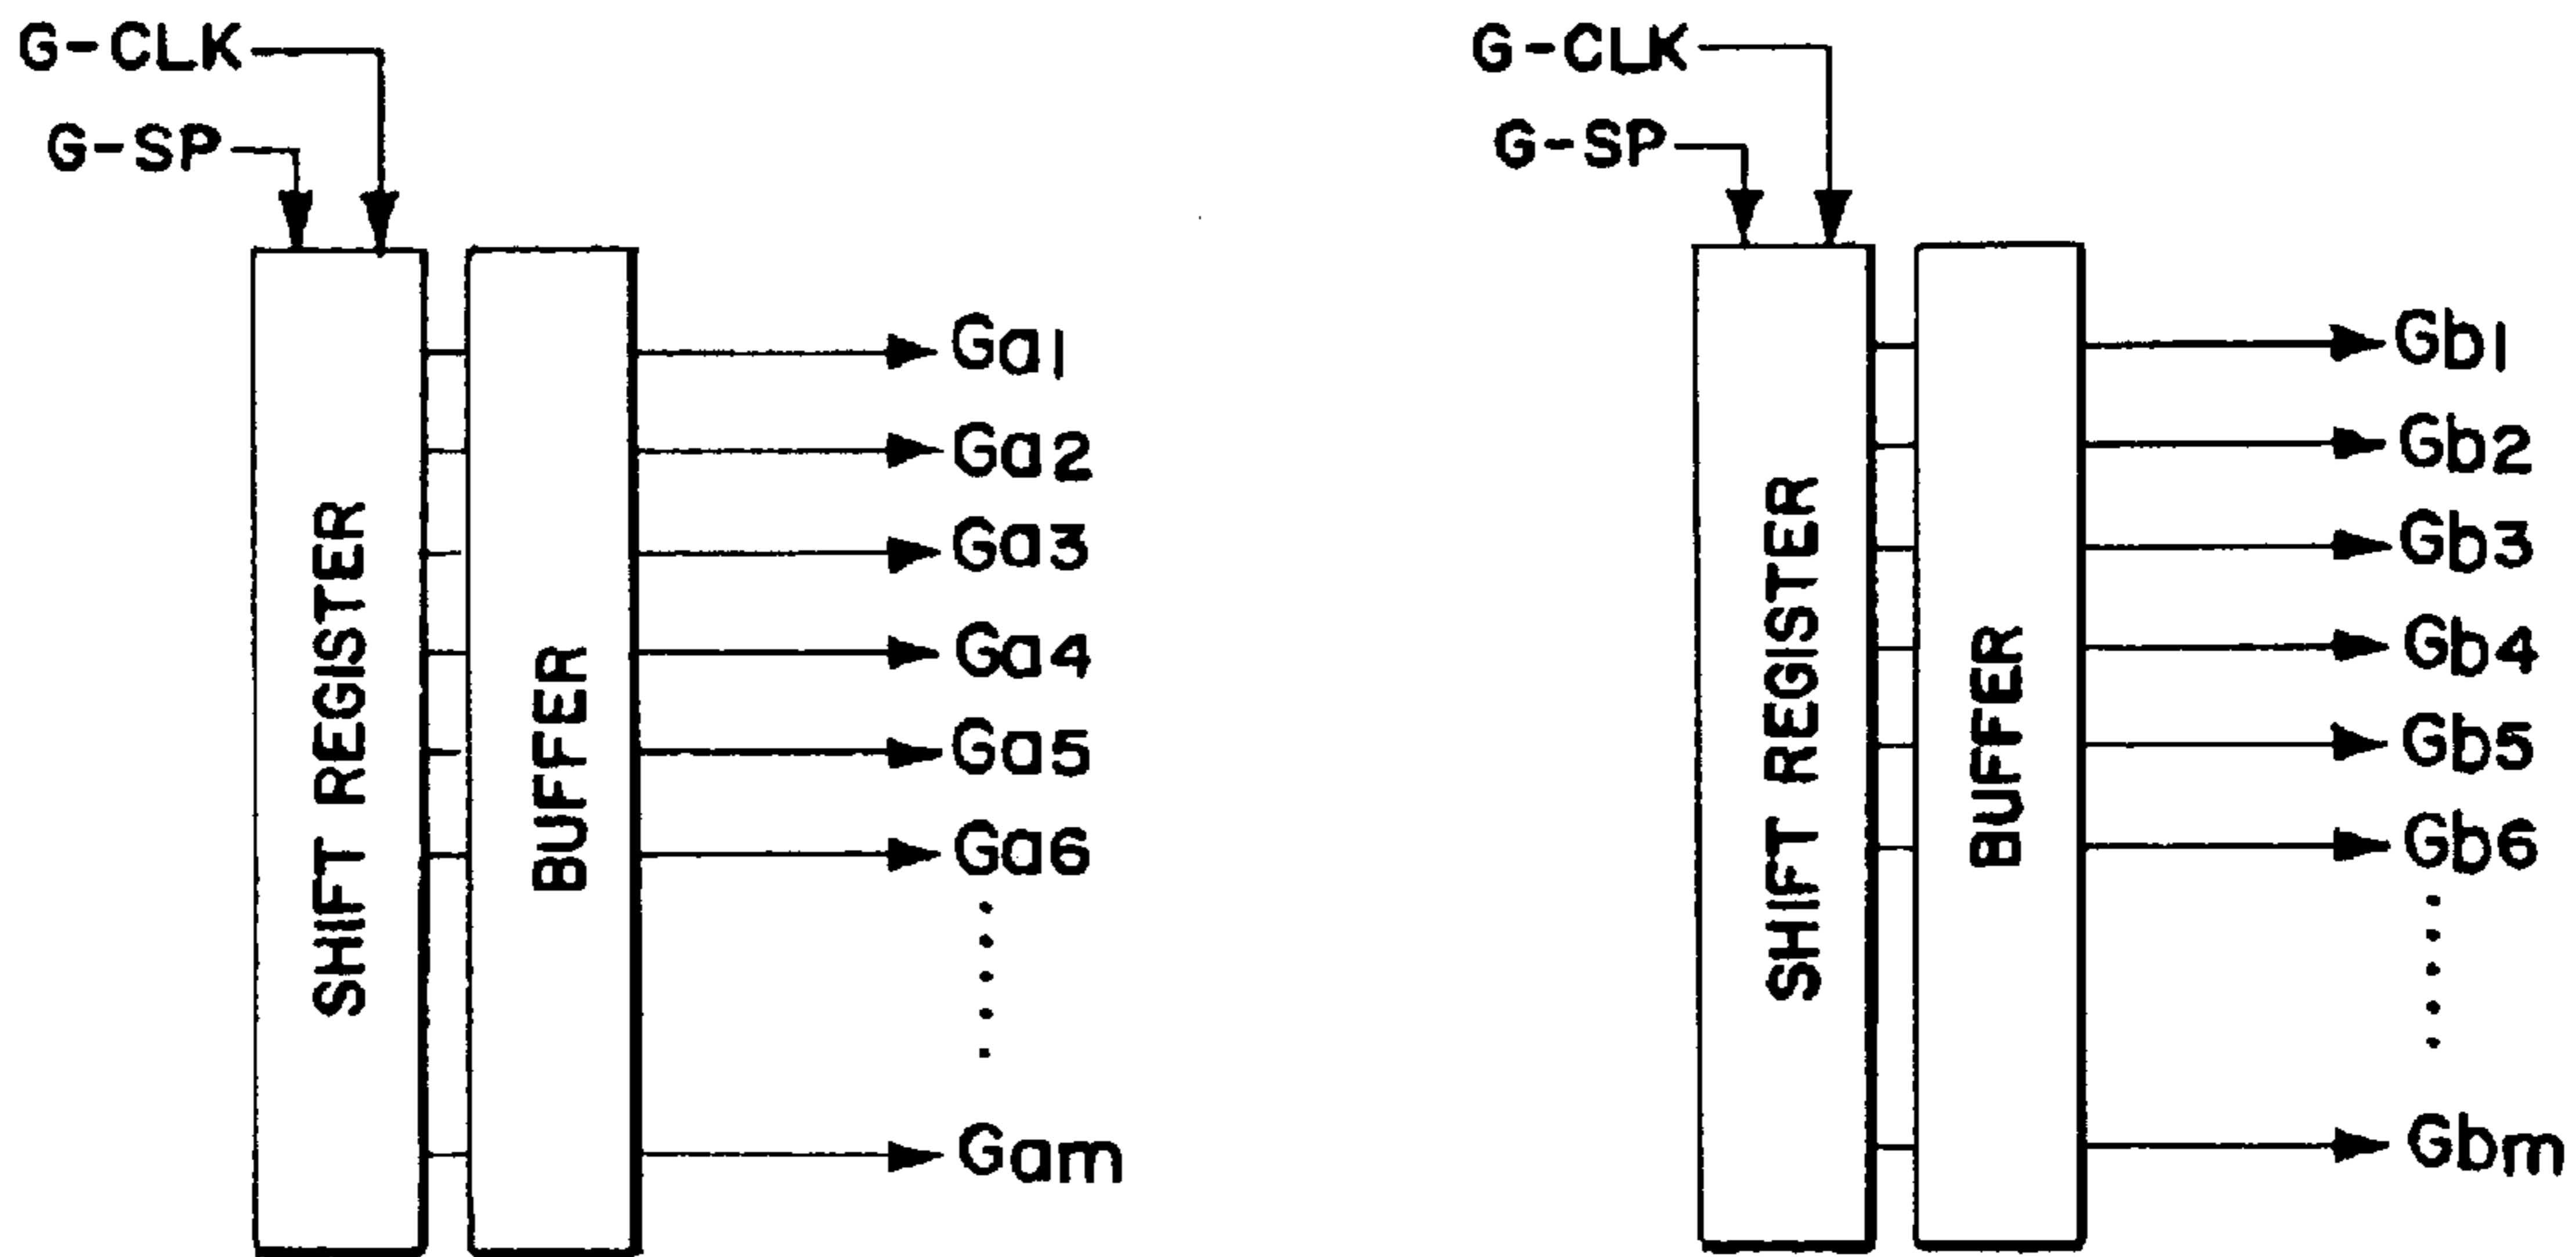 G-CLK
G-SP
SHIFT REGISTER
BUFFER
Ga1
Ga2
Ga3
Ga4
Ga5
Ga6
Gam
G-CLK
G-SP
SHIFT REGISTER
BUFFER
Gb1
Gb2
Gb3
Gb4
Gb5
Gb6
Gbm